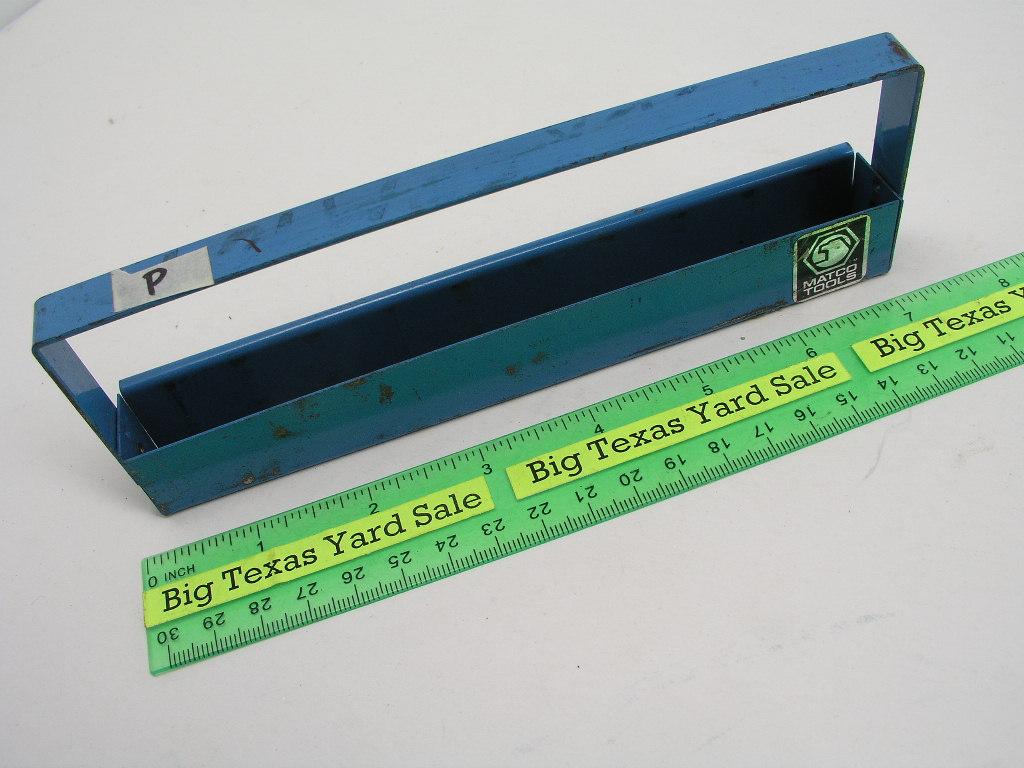 P
MATCO
TOOLS
0 INCH 1 2 3 4 5 6 7 8
Big Texas Yard Sale
Big Texas Yard Sale
Big Texas Y
30 29 28 27 26 25 24 23 22 21 20 19 18 17 16 15 14 13 12 11